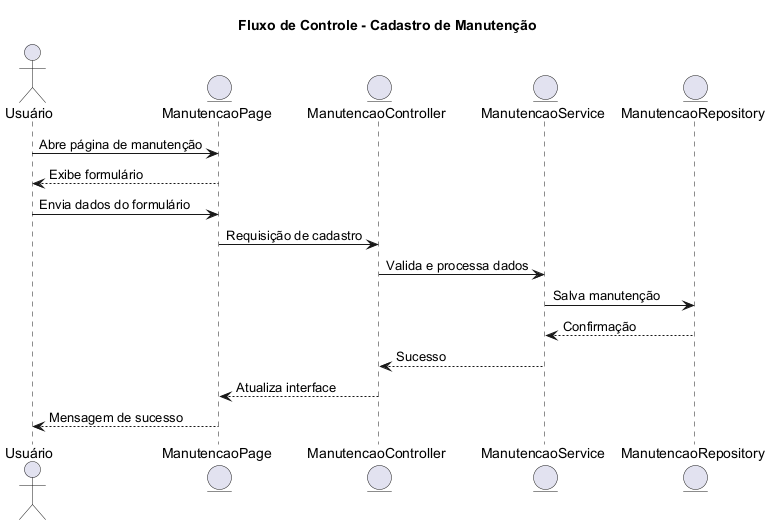 Fluxo de Controle - Cadastro de Manutenção
Usuário ManutencaoPage ManutencaoController ManutencaoService ManutencaoRepository
Abre página de manutenção
Exibe formulário
Envia dados do formulário
Requisição de cadastro
Valida e processa dados
Salva manutenção
Confirmação
Sucesso
Atualiza interface
Mensagem de sucesso
Usuário ManutencaoPage ManutencaoController ManutencaoService ManutencaoRepository